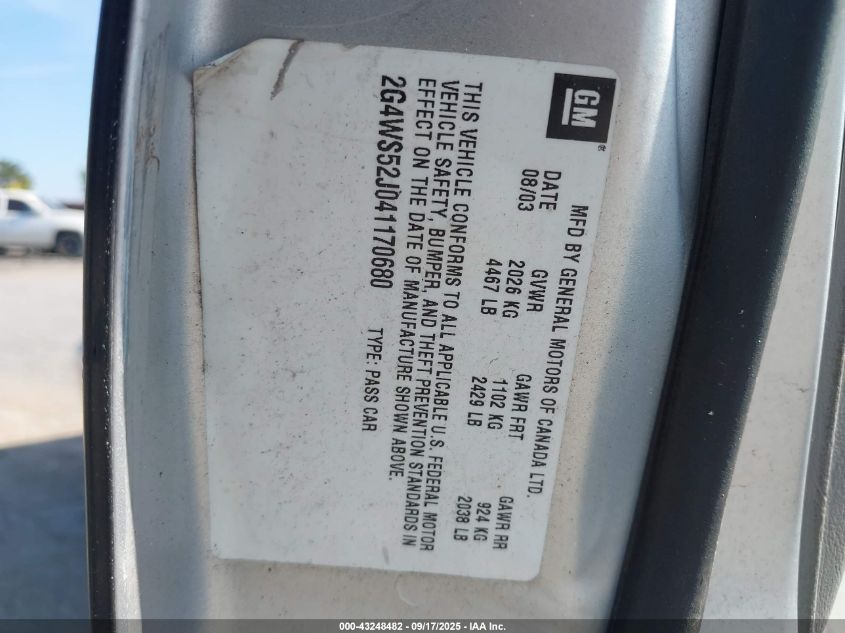 GM®
MFD BY GENERAL MOTORS OF CANADA LTD.
DATE GVWR GAWR FRT GAWR RR
08/03 2026 KG 1102 KG 924 KG
4467 LB 2429 LB 2038 LB
THIS VEHICLE CONFORMS TO ALL APPLICABLE U.S. FEDERAL MOTOR
VEHICLE SAFETY, BUMPER, AND THEFT PREVENTION STANDARDS IN
EFFECT ON THE DATE OF MANUFACTURE SHOWN ABOVE.
2G4WS52J041170680 TYPE: PASS CAR
000-43248482 - 09/17/2025 - IAA Inc.